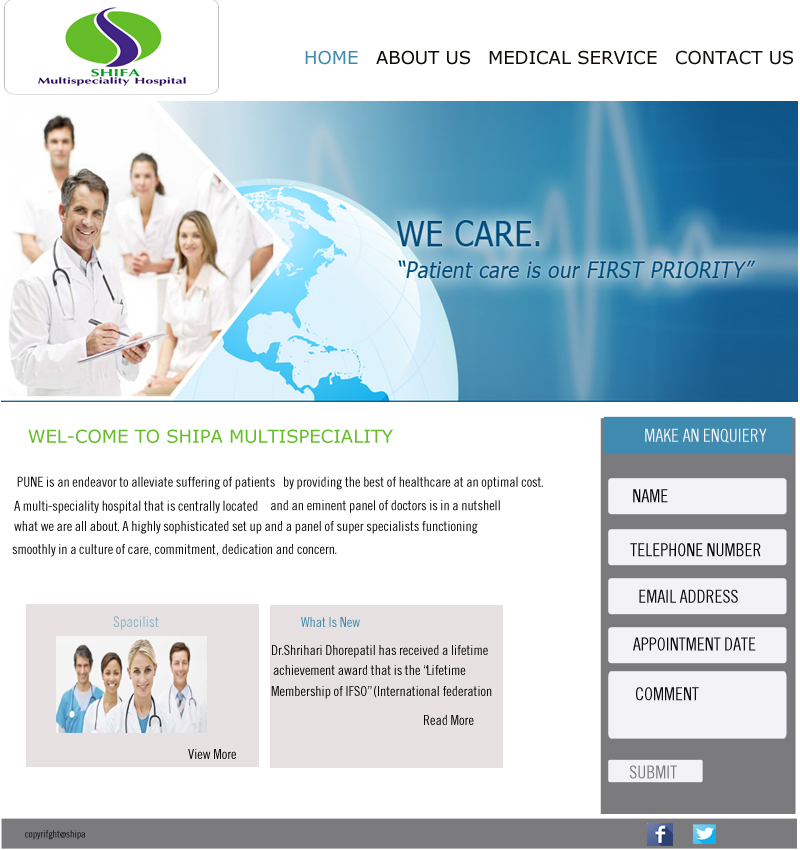 SHIFA
Multispeciality Hospital
HOME ABOUT US MEDICAL SERVICE CONTACT US
WE CARE.
“Patient care is our FIRST PRIORITY”
WEL-COME TO SHIPA MULTISPECIALITY
PUNE is an endeavor to alleviate suffering of patients by providing the best of healthcare at an optimal cost.
A multi-speciality hospital that is centrally located and an eminent panel of doctors is in a nutshell
what we are all about. A highly sophisticated set up and a panel of super specialists functioning
smoothly in a culture of care, commitment, dedication and concern.
Spacilist
View More
What Is New
Dr.Shrihari Dhorepatil has received a lifetime
achievement award that is the “Lifetime
Membership of IFSO”(International federation
Read More
MAKE AN ENQUIERY
NAME
TELEPHONE NUMBER
EMAIL ADDRESS
APPOINTMENT DATE
COMMENT
SUBMIT
copyrifght@shipa